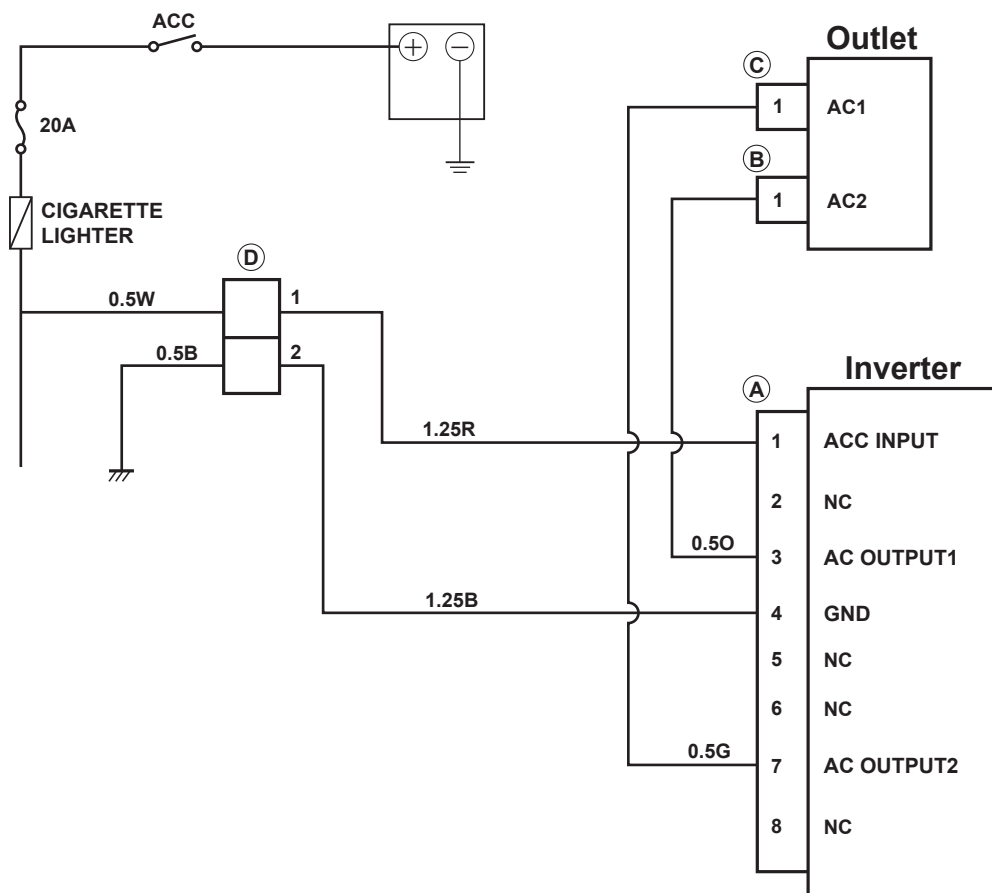 ACC
+
−
20A
CIGARETTE
LIGHTER
D
0.5W
1
0.5B
2
1.25R
1.25B
Outlet
C
1
AC1
B
1
AC2
Inverter
A
1
ACC INPUT
2
NC
0.5O
3
AC OUTPUT1
4
GND
5
NC
6
NC
0.5G
7
AC OUTPUT2
8
NC